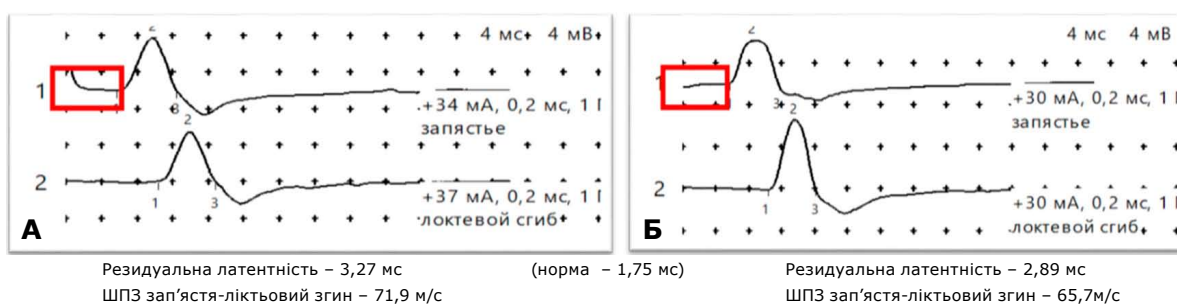 2
4 мс 4 мВ
1
3
+34 мА, 0,2 мс, 1 Г
запястье
2
2
+37 мА, 0,2 мс, 1 Г
1
3
А
локтевой сгиб
2
4 мс 4 мВ
1
3
+30 мА, 0,2 мс, 1 Г
запястье
2
2
+30 мА, 0,2 мс, 1
1
3
Б
локтевой сгиб
Резидуальна латентність – 3,27 мс
(норма – 1,75 мс)
Резидуальна латентність – 2,89 мс
ШПЗ зап’ястя-ліктьовий згин – 71,9 м/с
ШПЗ зап’ястя-ліктьовий згин – 65,7м/с